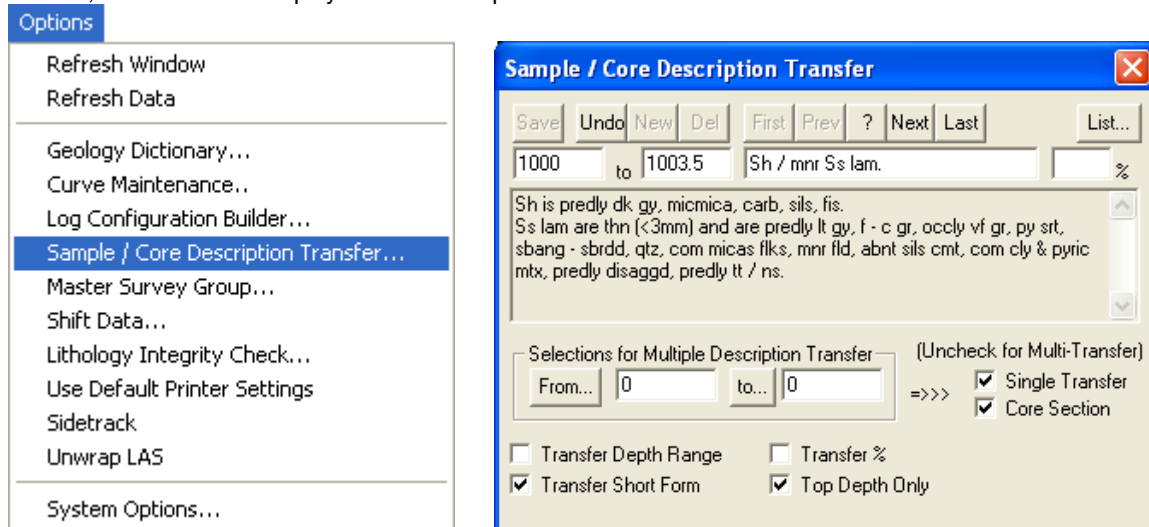 Options
Refresh Window
Refresh Data
Geology Dictionary...
Curve Maintenance..
Log Configuration Builder...
Sample / Core Description Transfer...
Master Survey Group...
Shift Data...
Lithology Integrity Check...
Use Default Printer Settings
Sidetrack
Unwrap LAS
System Options...
Sample / Core Description Transfer
Save Undo New Del First Prev ? Next Last List...
1000 to 1003.5 Sh / mnr Ss lam. %
Sh is predly dk gy, micmica, carb, sils, fis.
Ss lam are thn (<3mm) and are predly lt gy, f - c gr, occly vf gr, py srt,
sbang - sbrdd, qtz, com micas flks, mnr fld, abnt sils cmt, com cly & pyric
mtx, predly disaggd, predly tt / ns.
Selections for Multiple Description Transfer (Uncheck for Multi-Transfer)
From... 0 to... 0 =>>> Single Transfer
Core Section
Transfer Depth Range Transfer %
Transfer Short Form Top Depth Only